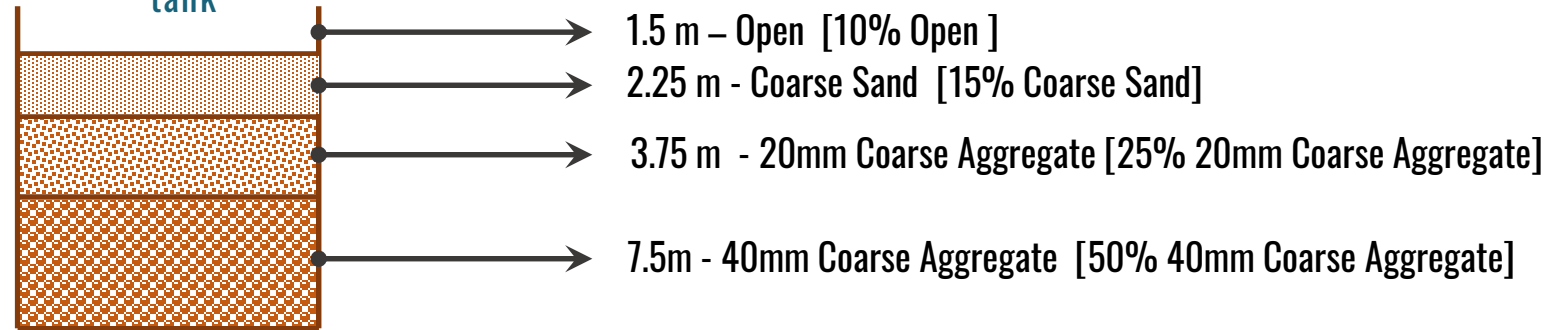 tank
1.5 m – Open [10% Open ]
2.25 m - Coarse Sand [15% Coarse Sand]
3.75 m - 20mm Coarse Aggregate [25% 20mm Coarse Aggregate]
7.5m - 40mm Coarse Aggregate [50% 40mm Coarse Aggregate]